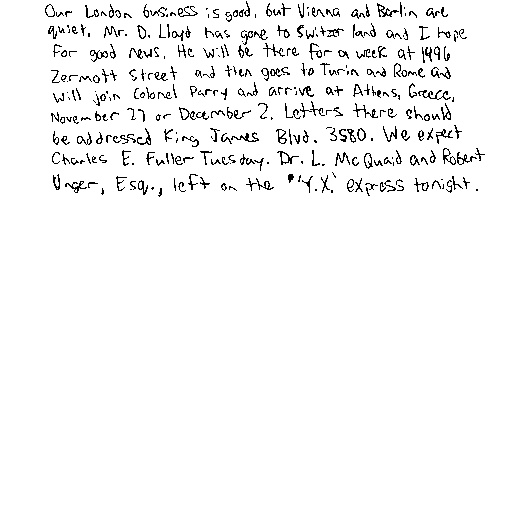 Our London business is good, but Vienna and Berlin are
quiet. Mr. D. Lloyd has gone to Switzer land and I hope
for good news. He will be there for a week at 1496
Zermott Street and then goes to Turin and Rome and
will join Colonel Parry and arrive at Athens, Greece,
November 27 or December 2. Letters there should
be addressed King James Blvd. 3580. We expect
Charles E. Fuller Tuesday. Dr. L. McQuaid and Robert
Unger, Esq., left on the "Y.X." express tonight.